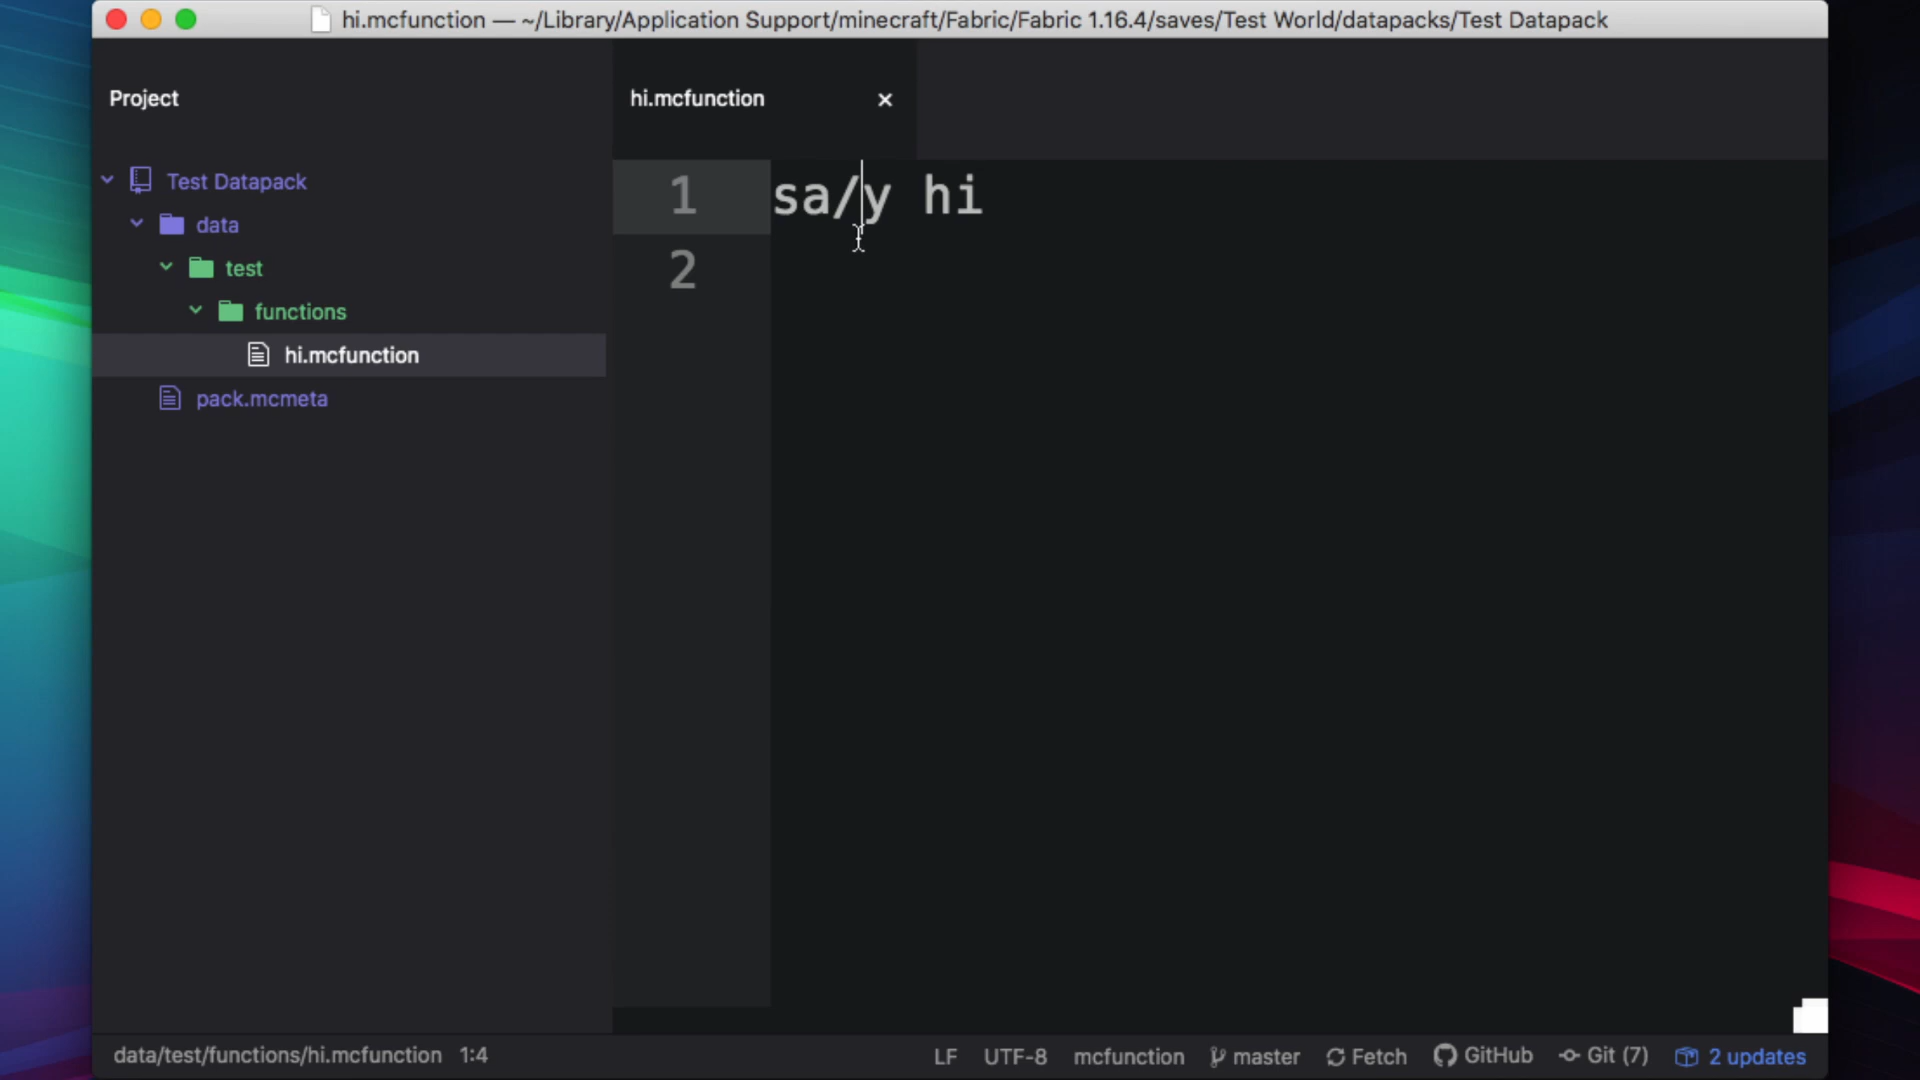 hi.mcfunction — ~/Library/Application Support/minecraft/Fabric/Fabric 1.16.4/saves/Test World/datapacks/Test Datapack
Project
hi.mcfunction
Test Datapack
data
test
functions
hi.mcfunction
pack.mcmeta
1 sa/y hi
2
data/test/functions/hi.mcfunction 1:4 LF UTF-8 mcfunction master Fetch GitHub Git (7) 2 updates